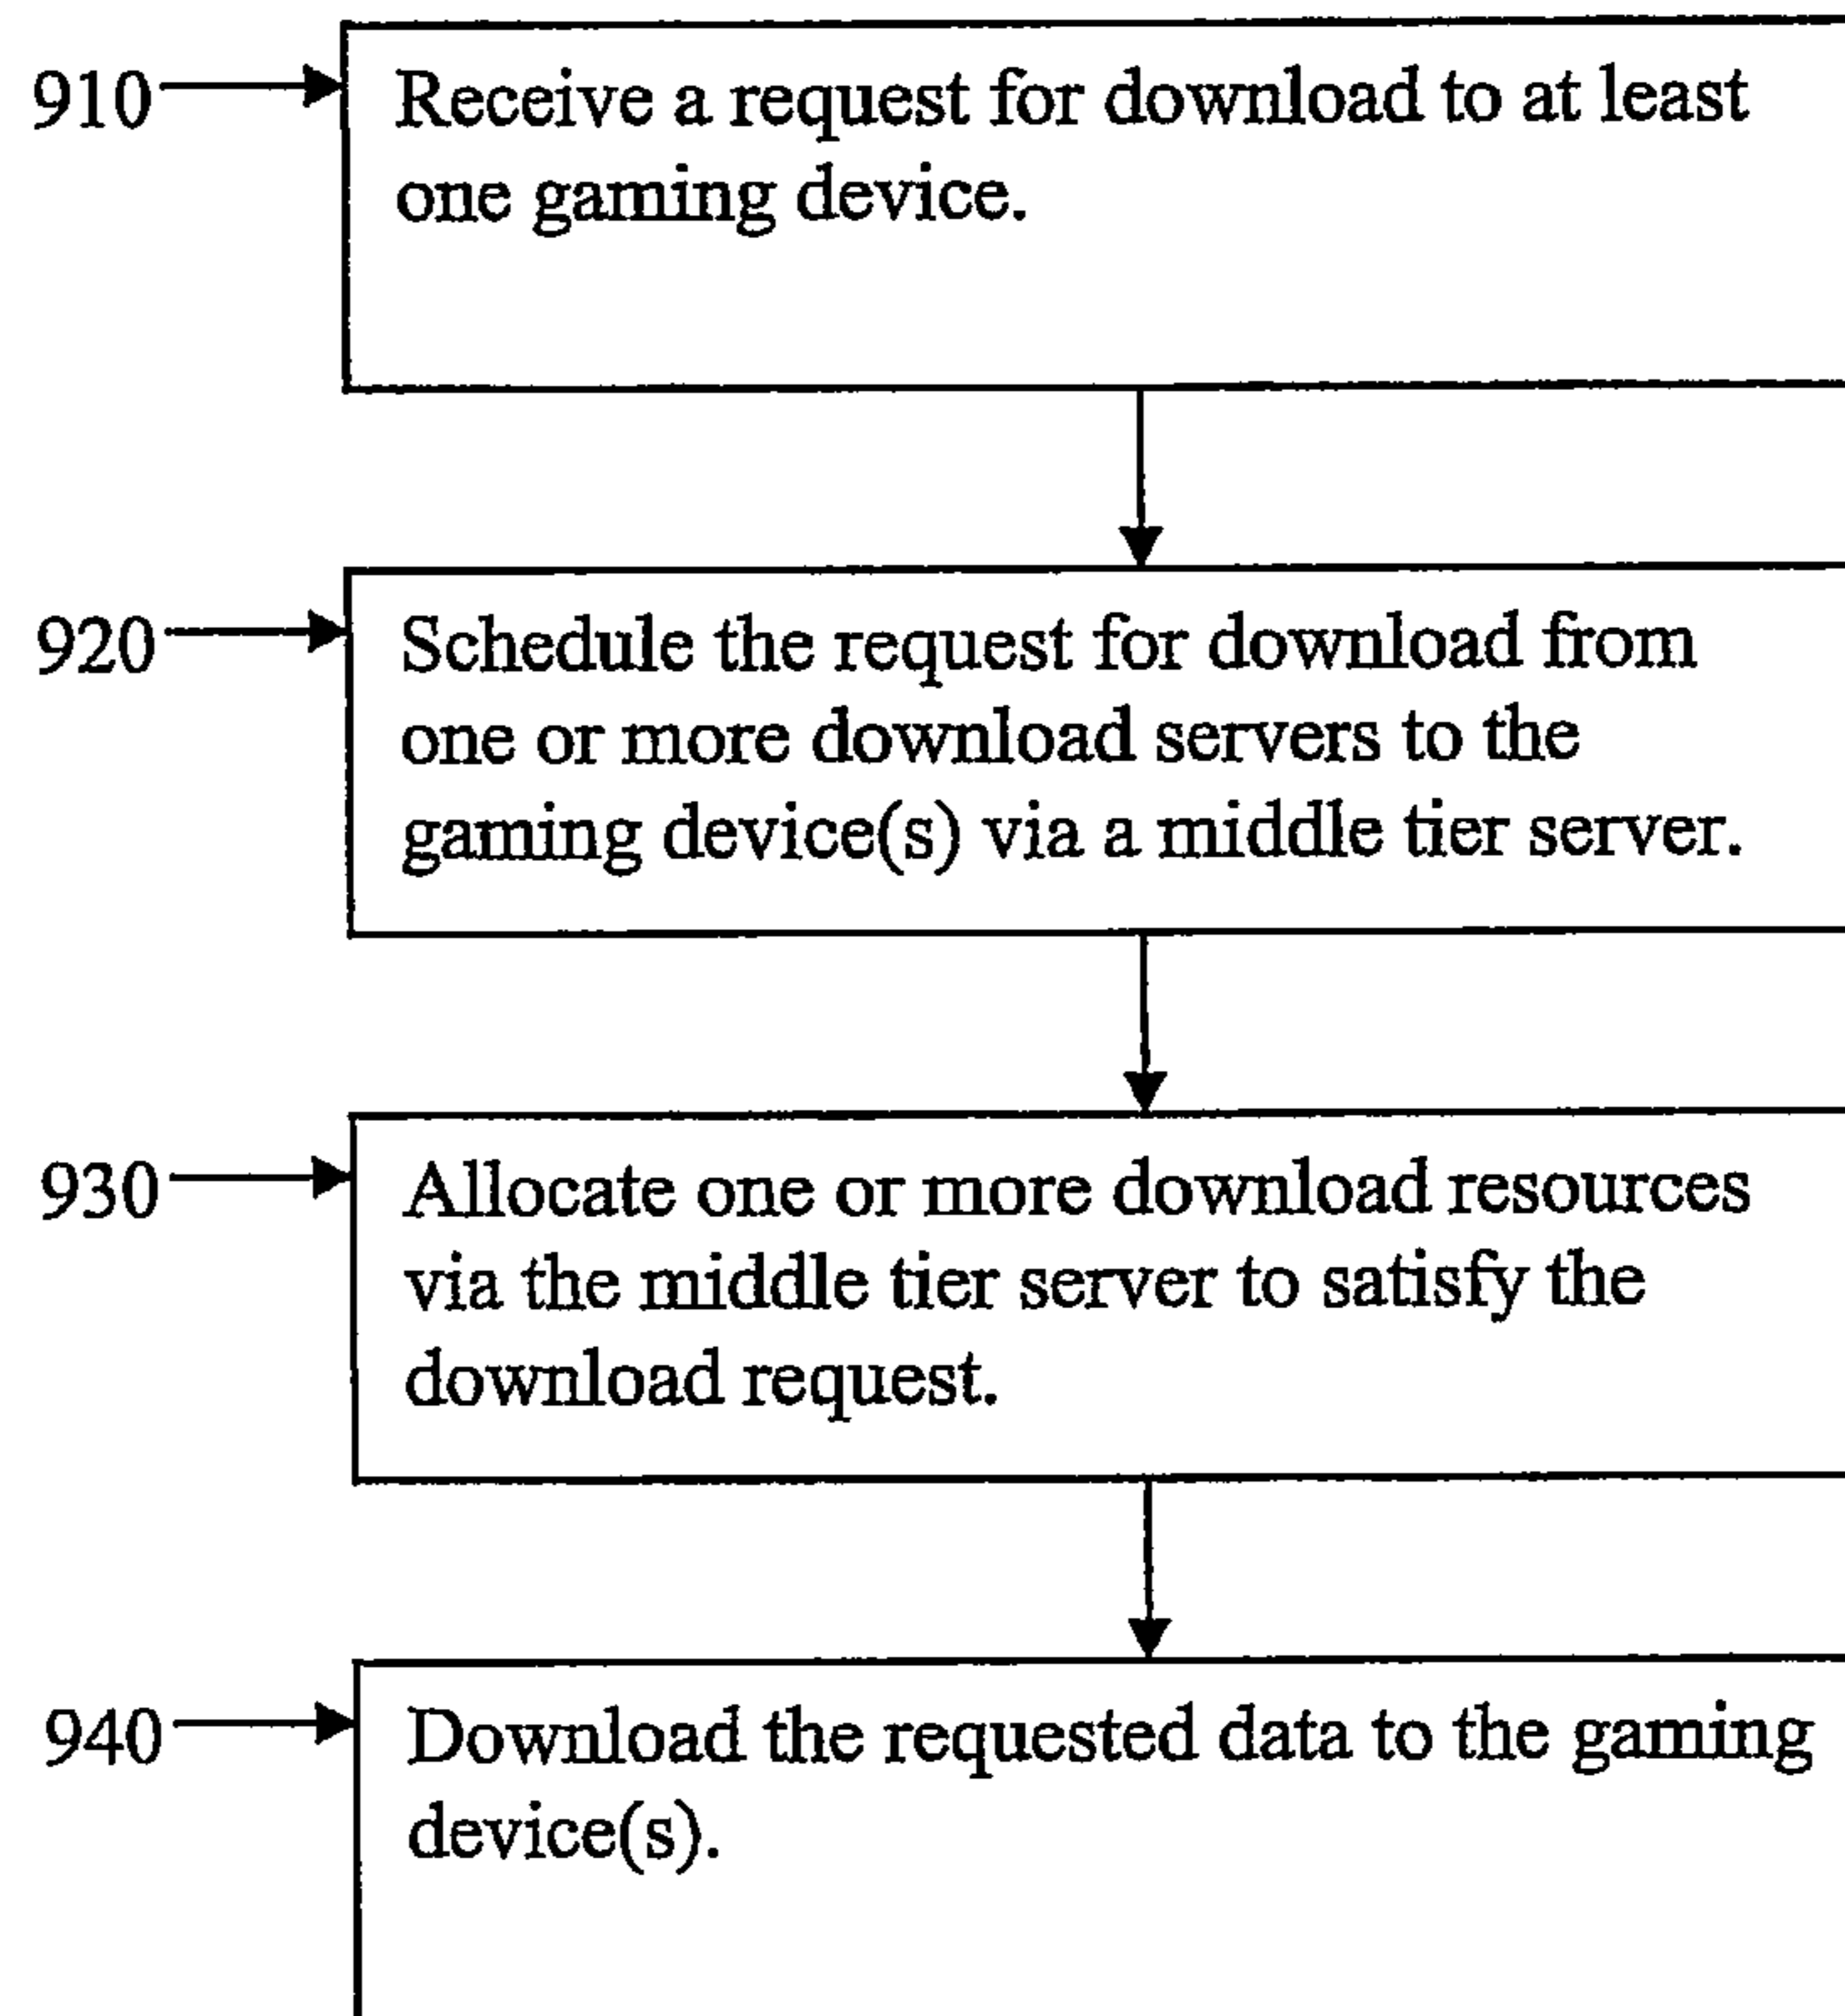 910
Receive a request for download to at least
one gaming device.
920
Schedule the request for download from
one or more download servers to the
gaming device(s) via a middle tier server.
930
Allocate one or more download resources
via the middle tier server to satisfy the
download request.
940
Download the requested data to the gaming
device(s).